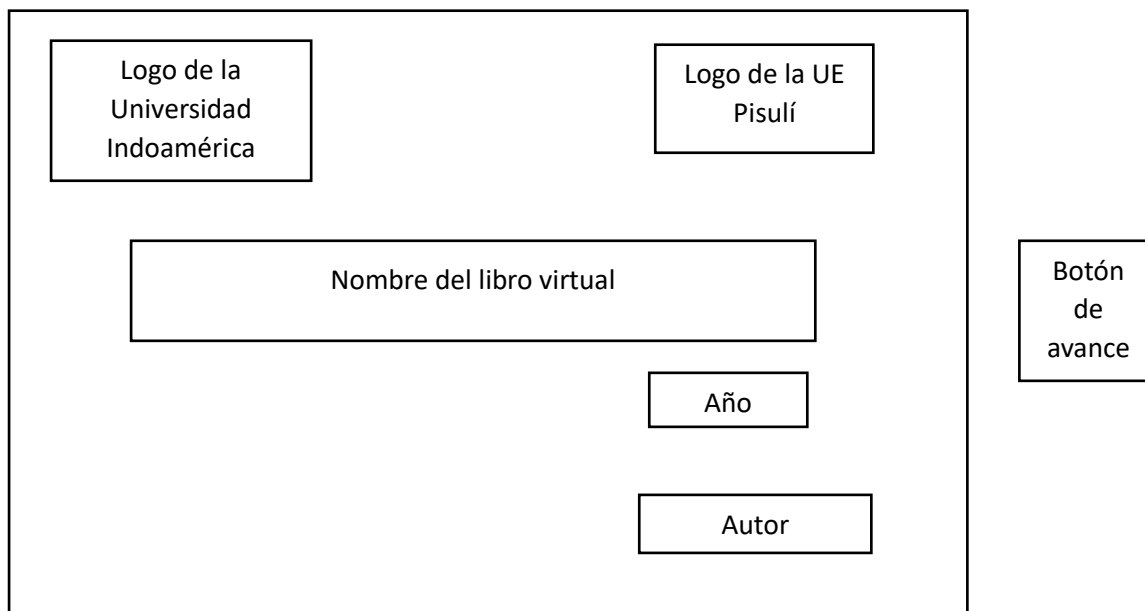 Logo de la
Universidad
Indoamérica
Logo de la UE
Pisulí
Nombre del libro virtual
Botón
de
avance
Año
Autor